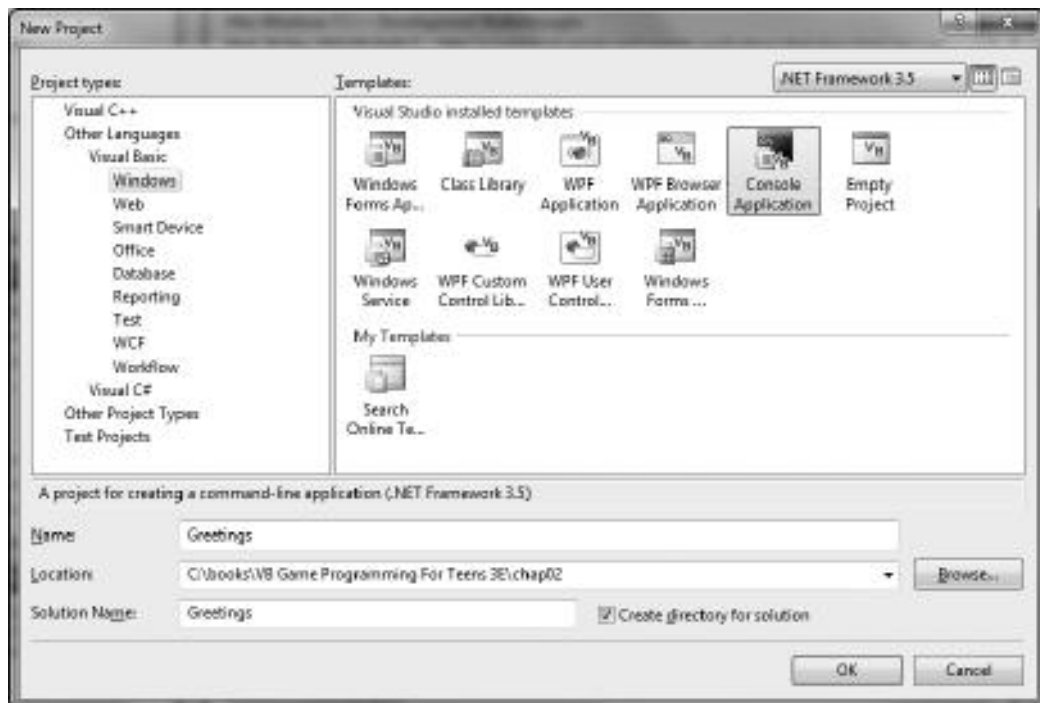 New Project
Project types:
Templates:
.NET Framework 3.5
Visual C++
Other Languages
Visual Basic
Windows
Web
Smart Device
Office
Database
Reporting
Test
WCF
Workflow
Visual C#
Other Project Types
Test Projects
Visual Studio installed templates
Windows Forms Ap...
Class Library
WPF Application
WPF Browser Application
Console Application
Empty Project
Windows Service
WPF Custom Control Lib...
WPF User Control...
Windows Forms ...
My Templates
Search Online Te...
A project for creating a command-line application (.NET Framework 3.5)
Name:
Greetings
Location:
C:\books\VB Game Programming For Teens 3E\chap02
Browse...
Solution Name:
Greetings
Create directory for solution
OK
Cancel